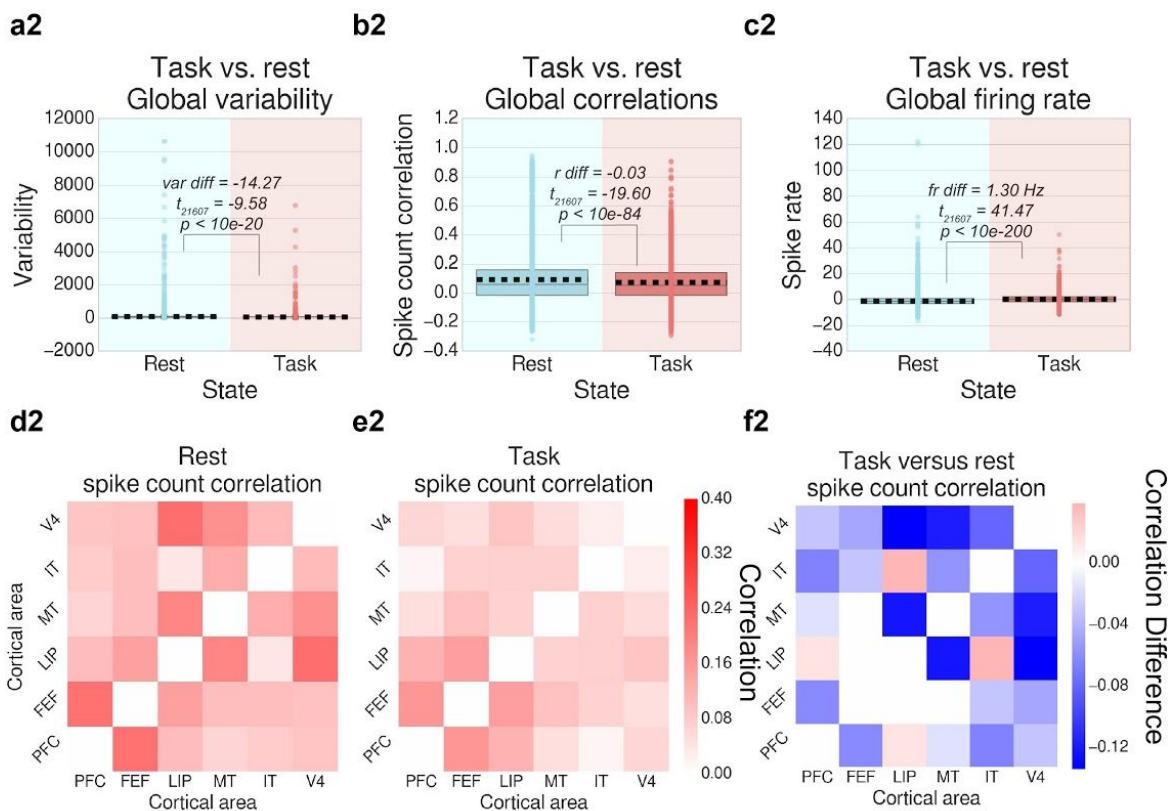 a2
Task vs. rest
Global variability
12000
10000
8000
6000
4000
2000
0
−2000
Variability
var diff = -14.27
t21607 = -9.58
p < 10e-20
Rest
Task
State
b2
Task vs. rest
Global correlations
1.2
1.0
0.8
0.6
0.4
0.2
0.0
−0.2
−0.4
Spike count correlation
r diff = -0.03
t21607 = -19.60
p < 10e-84
Rest
Task
State
c2
Task vs. rest
Global firing rate
140
120
100
80
60
40
20
0
−20
−40
Spike rate
fr diff = 1.30 Hz
t21607 = 41.47
p < 10e-200
Rest
Task
State
d2
Rest
spike count correlation
Cortical area
V4
IT
MT
LIP
FEF
PFC
PFC FEF LIP MT IT V4
Cortical area
e2
Task
spike count correlation
V4
IT
MT
LIP
FEF
PFC
PFC FEF LIP MT IT V4
Cortical area
0.40
0.32
0.24
0.16
0.08
0.00
Correlation
f2
Task versus rest
spike count correlation
V4
IT
MT
LIP
FEF
PFC
PFC FEF LIP MT IT V4
Cortical area
0.00
−0.04
−0.08
−0.12
Correlation Difference